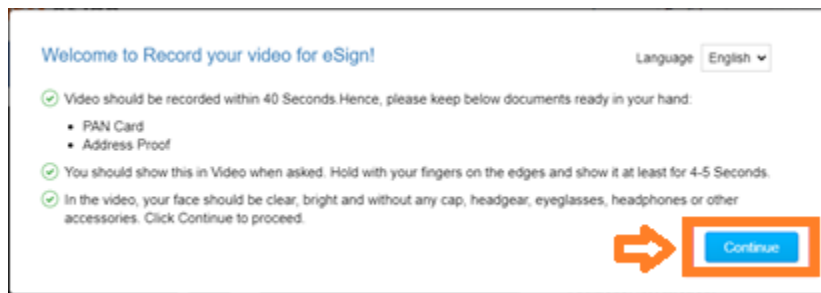 Welcome to Record your video for eSign!
Language English
Video should be recorded within 40 Seconds.Hence, please keep below documents ready in your hand:
• PAN Card
• Address Proof
You should show this in Video when asked. Hold with your fingers on the edges and show it at least for 4-5 Seconds.
In the video, your face should be clear, bright and without any cap, headgear, eyeglasses, headphones or other
accessories. Click Continue to proceed.
Continue